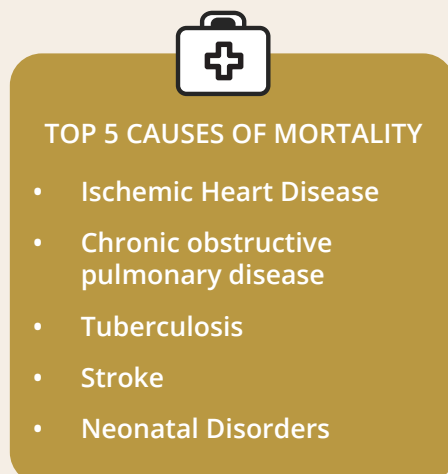 TOP 5 CAUSES OF MORTALITY
• Ischemic Heart Disease
• Chronic obstructive
pulmonary disease
• Tuberculosis
• Stroke
• Neonatal Disorders